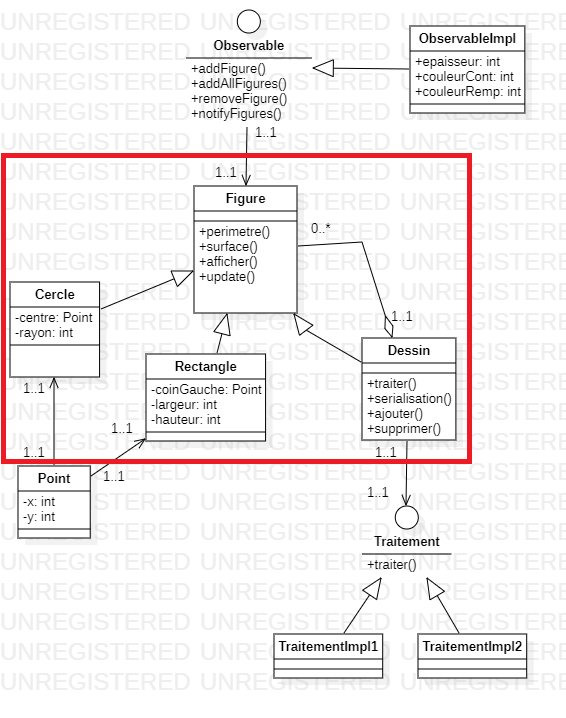 Observable
+addFigure()
+addAllFigures()
+removeFigure()
+notifyFigures()
ObservableImpl
+epaisseur: int
+couleurCont: int
+couleurRemp: int
1..1
1..1
Figure
+perimetre()
+surface()
+afficher()
+update()
0..*
1..1
Cercle
-centre: Point
-rayon: int
1..1
1..1
Rectangle
-coinGauche: Point
-largeur: int
-hauteur: int
1..1
1..1
Dessin
+traiter()
+serialisation()
+ajouter()
+supprimer()
1..1
1..1
Point
-x: int
-y: int
Traitement
+traiter()
TraitementImpl1
TraitementImpl2
UNREGISTERED